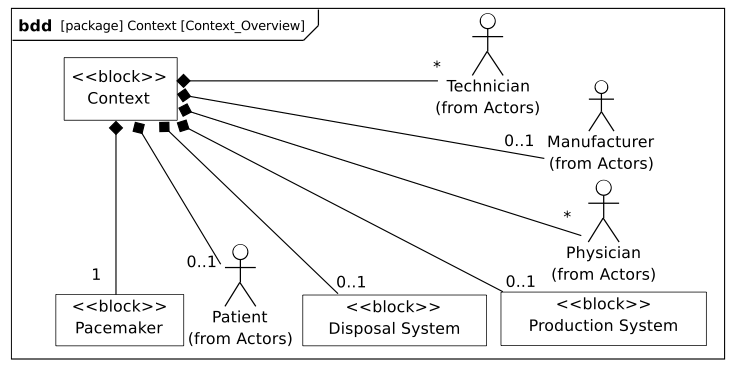 bdd [package] Context [Context_Overview]
<<block>>
Context
*
Technician
(from Actors)
0..1
Manufacturer
(from Actors)
*
Physician
(from Actors)
1
0..1
0..1
0..1
<<block>>
Pacemaker
Patient
(from Actors)
<<block>>
Disposal System
<<block>>
Production System